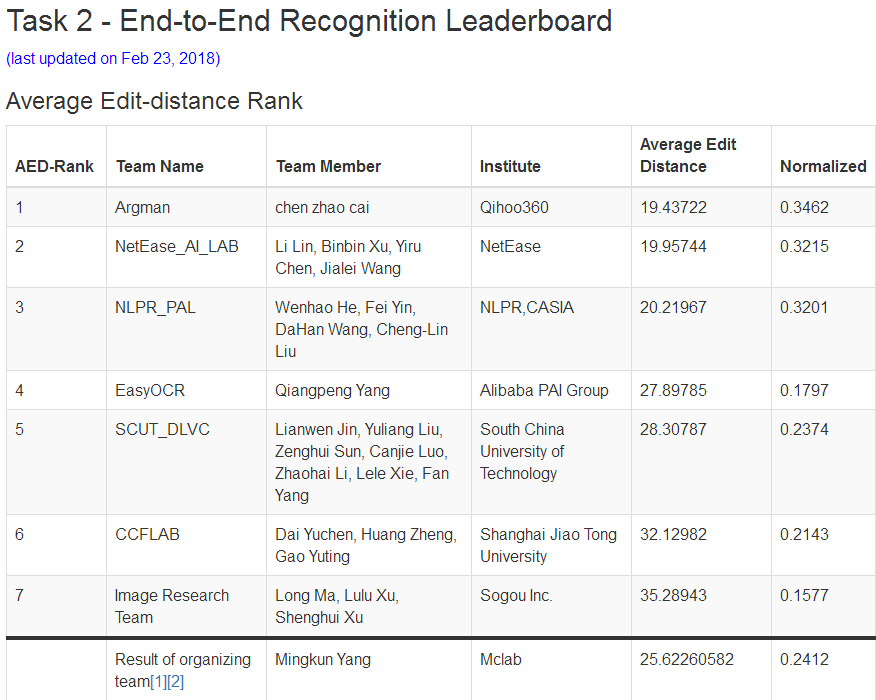 Task 2 - End-to-End Recognition Leaderboard
(last updated on Feb 23, 2018)
Average Edit-distance Rank
AED-Rank Team Name Team Member Institute Average Edit Distance Normalized
1 Argman chen zhao cai Qihoo360 19.43722 0.3462
2 NetEase_AI_LAB Li Lin, Binbin Xu, Yiru Chen, Jialei Wang NetEase 19.95744 0.3215
3 NLPR_PAL Wenhao He, Fei Yin, DaHan Wang, Cheng-Lin Liu NLPR,CASIA 20.21967 0.3201
4 EasyOCR Qiangpeng Yang Alibaba PAI Group 27.89785 0.1797
5 SCUT_DLVC Lianwen Jin, Yuliang Liu, Zenghui Sun, Canjie Luo, Zhaohai Li, Lele Xie, Fan Yang South China University of Technology 28.30787 0.2374
6 CCFLAB Dai Yuchen, Huang Zheng, Gao Yuting Shanghai Jiao Tong University 32.12982 0.2143
7 Image Research Team Long Ma, Lulu Xu, Shenghui Xu Sogou Inc. 35.28943 0.1577
Result of organizing team[1][2] Mingkun Yang Mclab 25.62260582 0.2412